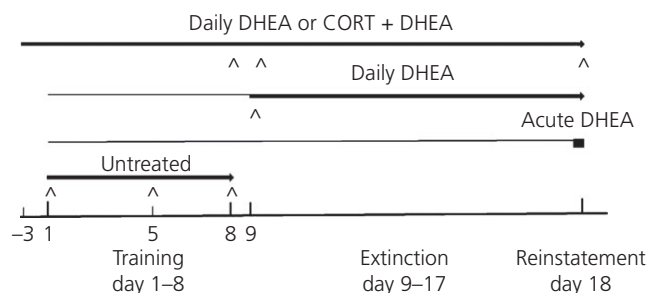 Daily DHEA or CORT + DHEA
^ ^ ^
Daily DHEA
^
Acute DHEA
Untreated
^ ^ ^
–3 1 5 8 9
Training Extinction Reinstatement
day 1–8 day 9–17 day 18